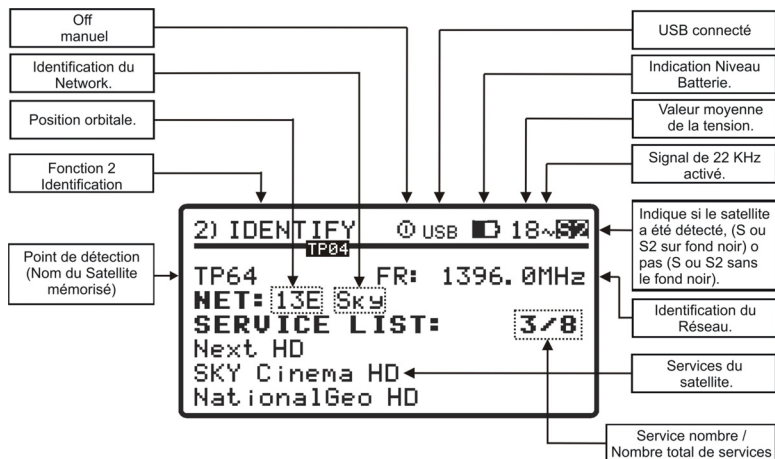 Off
manuel
Identification du
Network.
Position orbitale.
Fonction 2
Identification
Point de détection
(Nom du Satellite
mémorisé)
USB connecté
Indication Niveau
Batterie.
Valeur moyenne
de la tension.
Signal de 22 KHz
activé.
Indique si le satellite
a été détecté, (S ou
S2 sur fond noir) o
pas (S ou S2 sans
le fond noir).
Identification du
Réseau.
Services du
satellite.
Service nombre /
Nombre total de services
2) IDENTIFY USB 18~S2
TP04
TP64 FR: 1396.0MHz
NET: 13E Sky
SERVICE LIST: 3/8
Next HD
SKY Cinema HD
NationalGeo HD